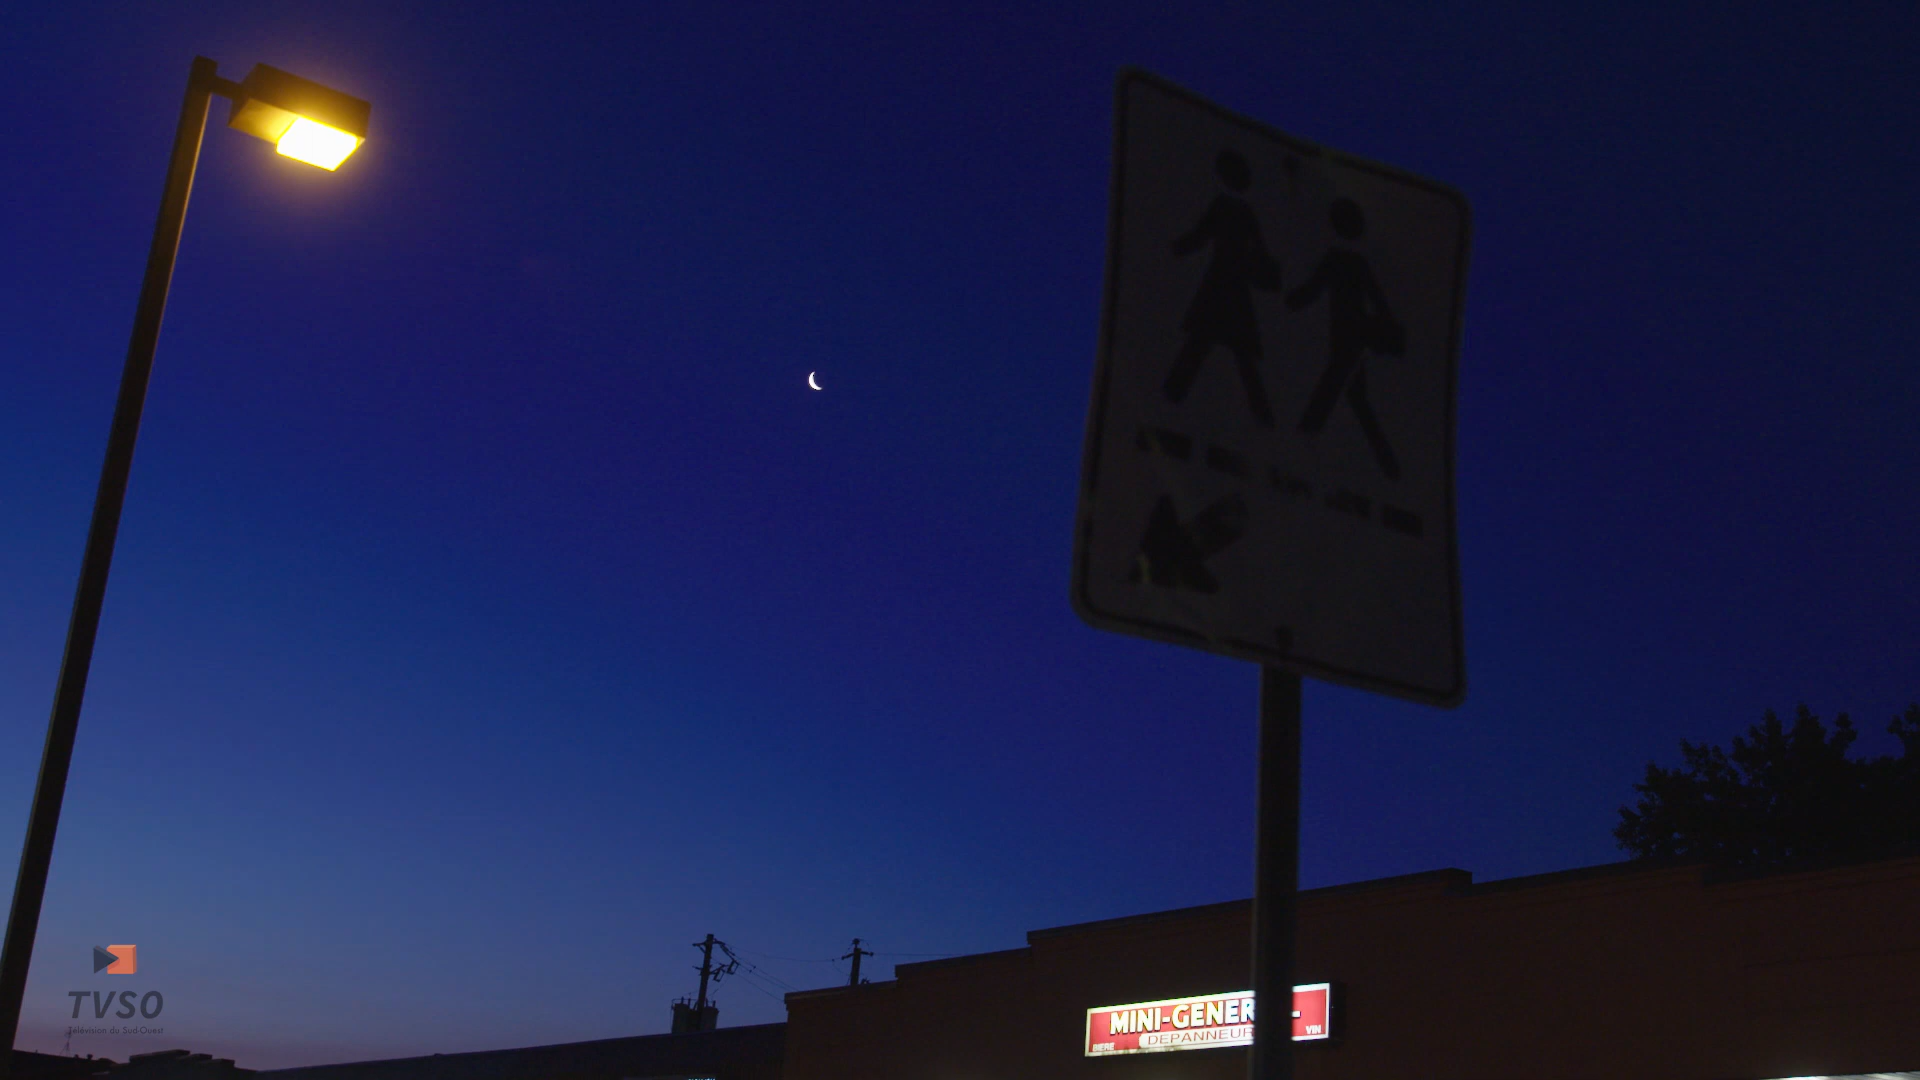 MINI-GENER L
DEPANNEUR
BIERE
VIN
TVSO
Télévision du Sud-Ouest